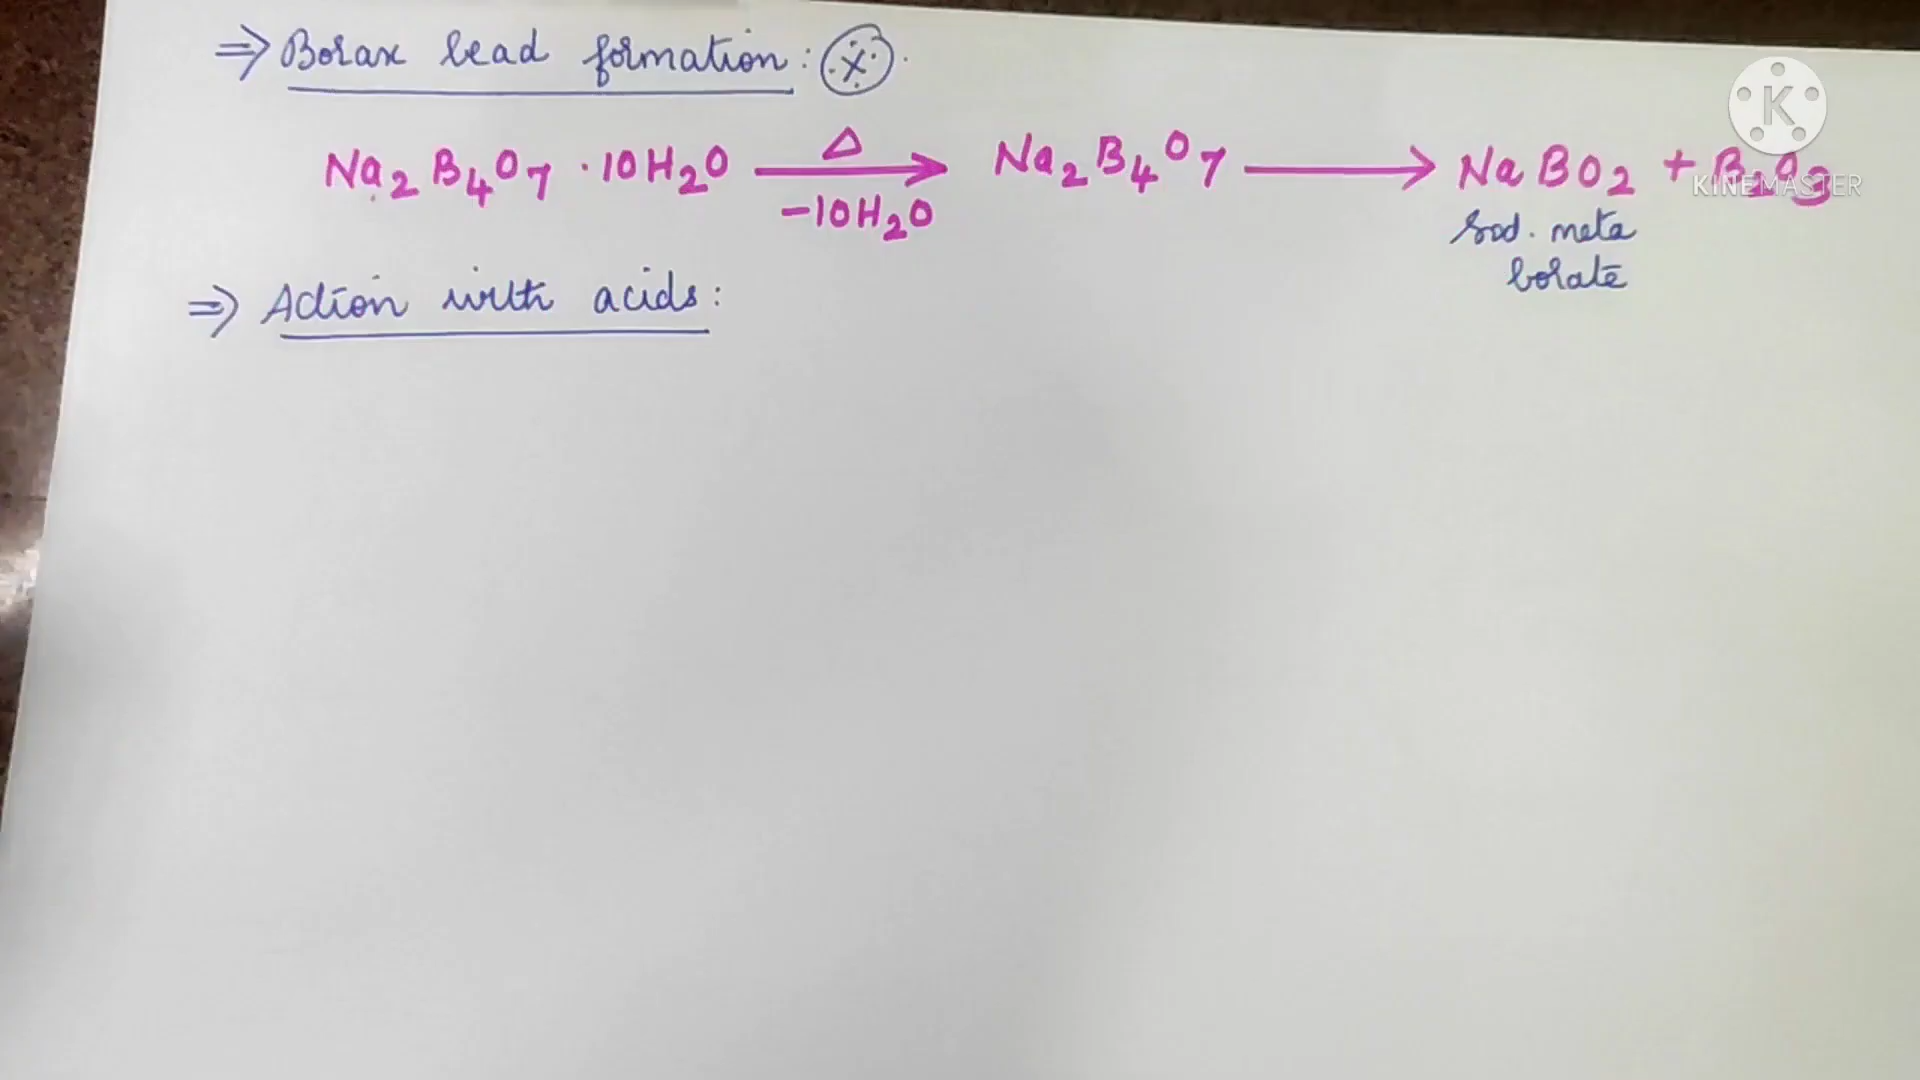 ⇒ Borax bead formation: (X).
Na₂B₄O₇ · 10H₂O —Δ→ Na₂B₄O₇ ⟶ NaBO₂ + B₂O₃
−10H₂O
Sod. meta
borate
⇒ Action with acids:
K
KINEMASTER